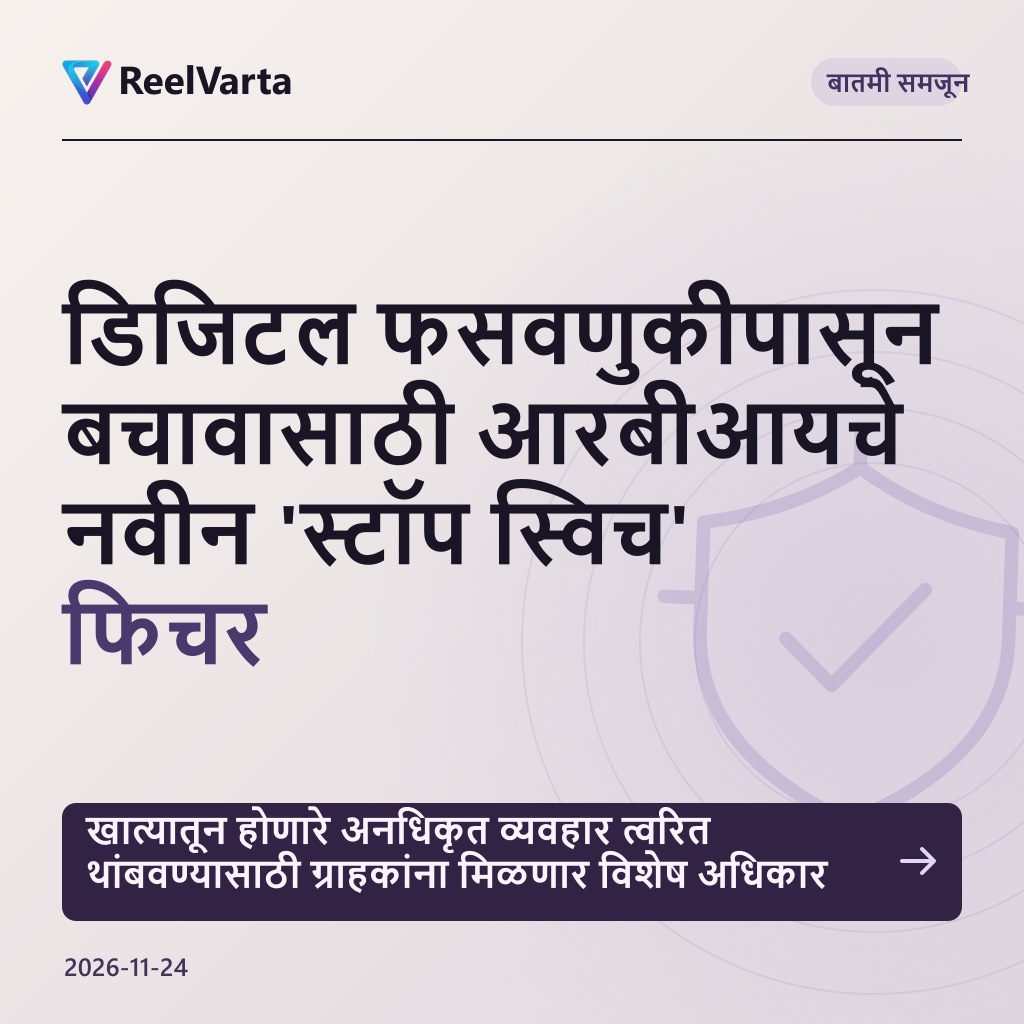 ReelVarta
बातमी समजून
डिजिटल फसवणुकीपासून
बचावासाठी आरबीआयचे
नवीन 'स्टॉप स्विच'
फिचर
खात्यातून होणारे अनधिकृत व्यवहार त्वरित
थांबवण्यासाठी ग्राहकांना मिळणार विशेष अधिकार
2026-11-24